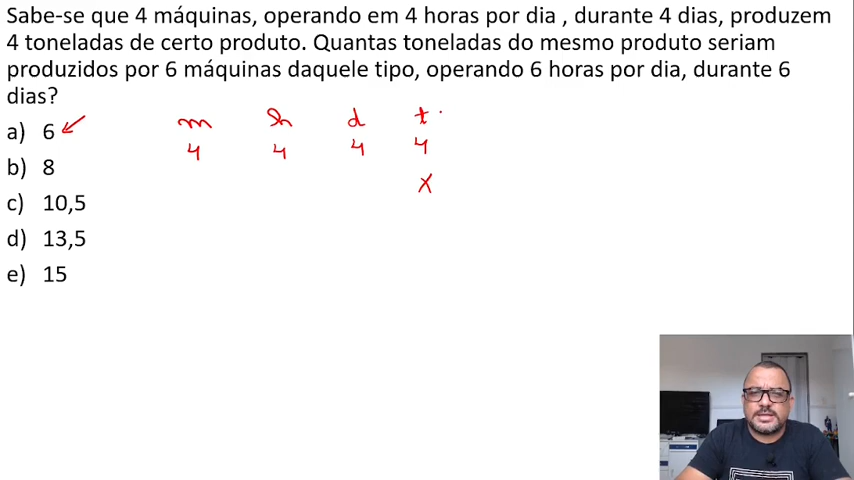 Sabe-se que 4 máquinas, operando em 4 horas por dia , durante 4 dias, produzem
4 toneladas de certo produto. Quantas toneladas do mesmo produto seriam
produzidos por 6 máquinas daquele tipo, operando 6 horas por dia, durante 6
dias?
m h d t
a) 6
4 4 4 4
b) 8
x
c) 10,5
d) 13,5
e) 15